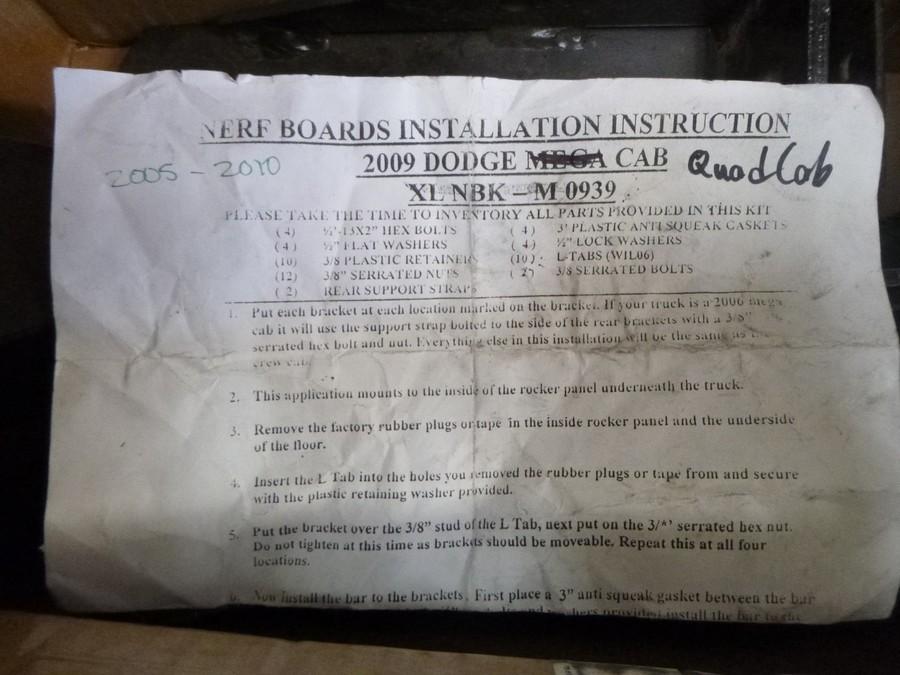 NERF BOARDS INSTALLATION INSTRUCTION
2005 - 2010
2009 DODGE MEGA CAB Quad Cab
XL NBK – M 0939
PLEASE TAKE THE TIME TO INVENTORY ALL PARTS PROVIDED IN THIS KIT
(4) ½"-13X2" HEX BOLTS (4) 3' PLASTIC ANTI SQUEAK GASKETS
(4) ½" FLAT WASHERS (4) ½" LOCK WASHERS
(10) 3/8 PLASTIC RETAINERS (10) L-TABS (WIL06)
(12) 3/8" SERRATED NUTS (2) 3/8 SERRATED BOLTS
(2) REAR SUPPORT STRAPS
1. Put each bracket at each location marked on the bracket. If your truck is a 2006 mega
cab it will use the support strap bolted to the side of the rear brackets with a 3/8"
serrated hex bolt and nut. Everything else in this installation will be the same as the
crew cab.
2. This application mounts to the inside of the rocker panel underneath the truck.
3. Remove the factory rubber plugs or tape in the inside rocker panel and the underside
of the floor.
4. Insert the L Tab into the holes you removed the rubber plugs or tape from and secure
with the plastic retaining washer provided.
5. Put the bracket over the 3/8" stud of the L Tab, next put on the 3/*' serrated hex nut.
Do not tighten at this time as brackets should be moveable. Repeat this at all four
locations.
6. Now install the bar to the brackets. First place a 3" anti squeak gasket between the bar
provided install the bar to the